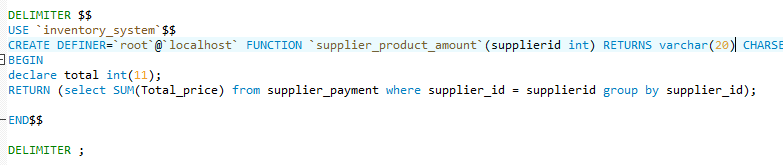 DELIMITER $$
USE `inventory_system`$$
CREATE DEFINER=`root`@`localhost` FUNCTION `supplier_product_amount`(supplierid int) RETURNS varchar(20) CHARSE
BEGIN
declare total int(11);
RETURN (select SUM(Total_price) from supplier_payment where supplier_id = supplierid group by supplier_id);
END$$
DELIMITER ;